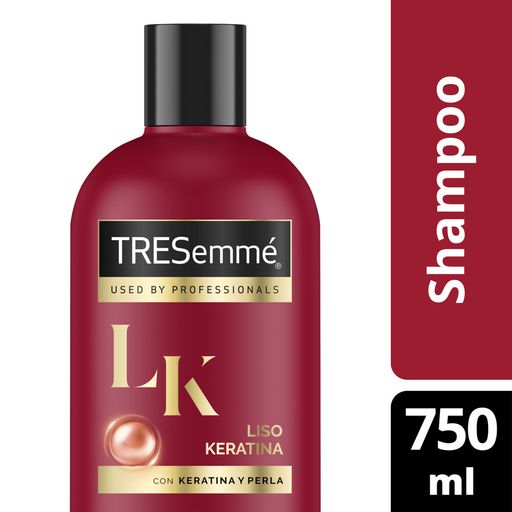 TRESemmé®
USED BY PROFESSIONALS
LK
LISO
KERATINA
CON KERATINA Y PERLA
Shampoo
750
ml